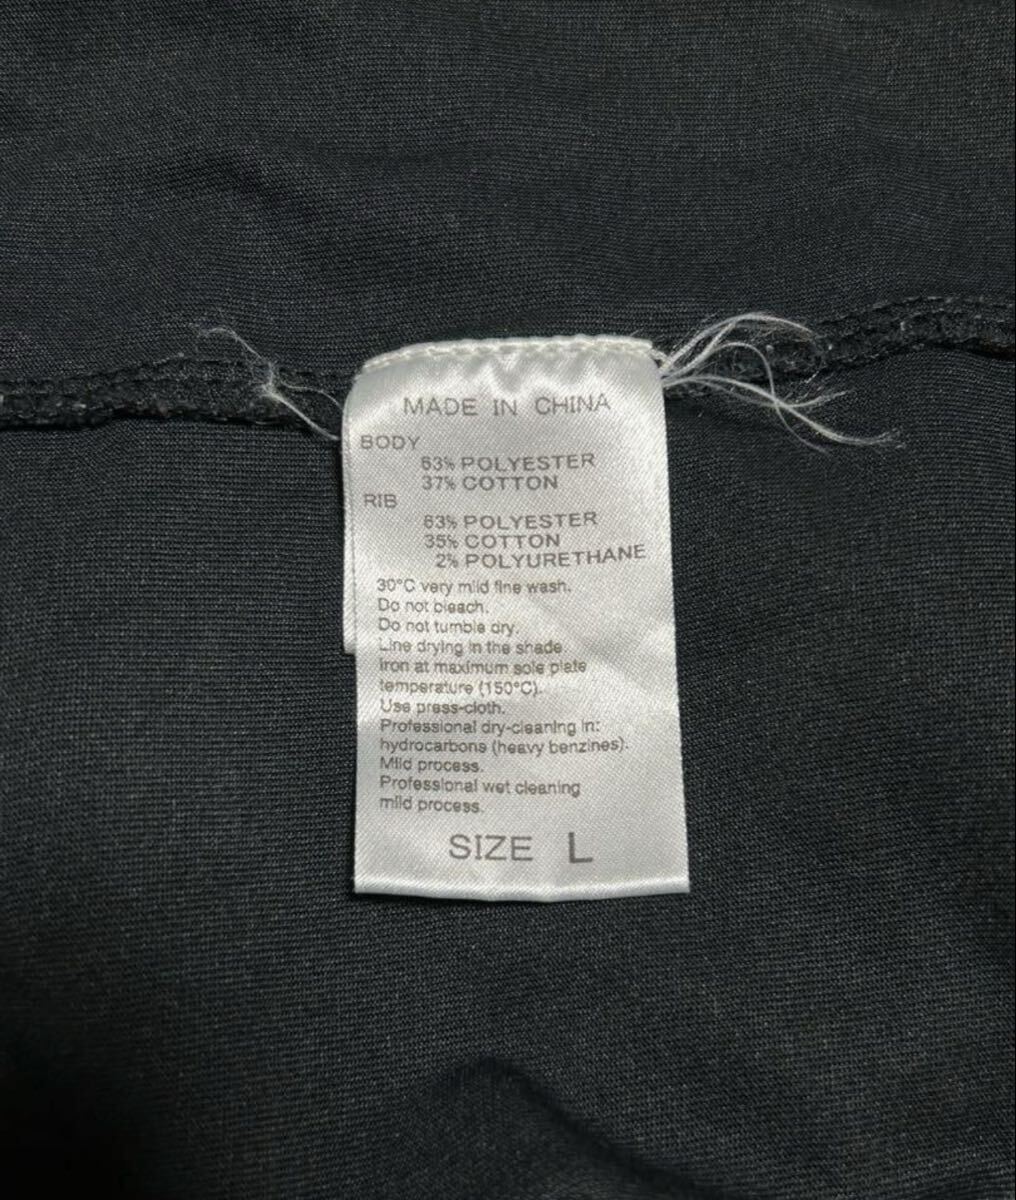 MADE IN CHINA
BODY
63% POLYESTER
37% COTTON
RIB
63% POLYESTER
35% COTTON
2% POLYURETHANE
30°C very mild fine wash.
Do not bleach.
Do not tumble dry.
Line drying in the shade
Iron at maximum sole plate
temperature (150°C).
Use press-cloth.
Professional dry-cleaning in:
hydrocarbons (heavy benzines).
Mild process.
Professional wet cleaning
mild process.
SIZE L